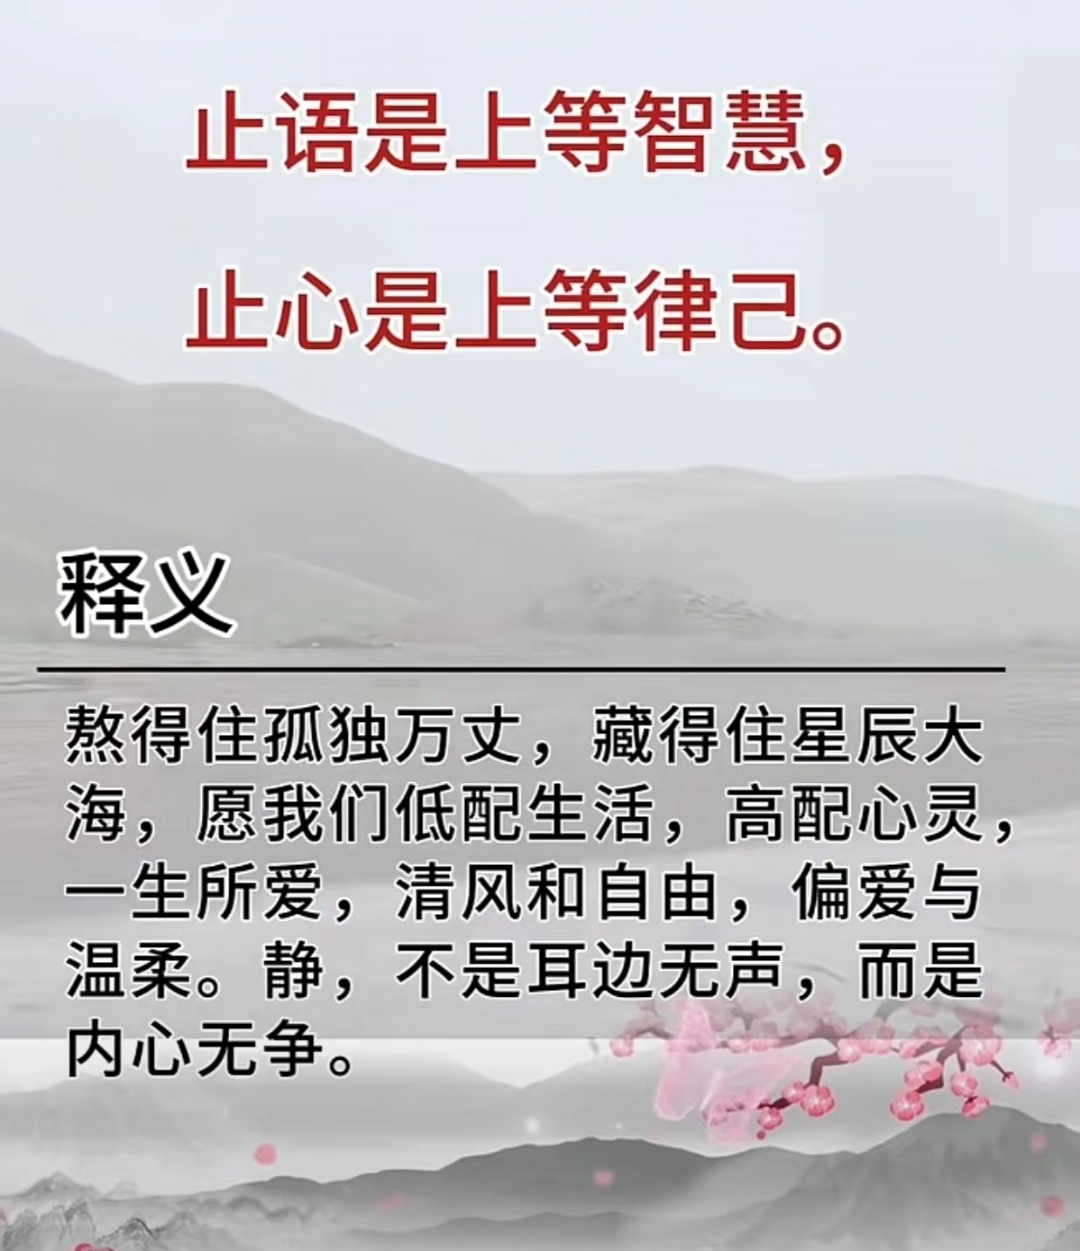 止语是上等智慧，
止心是上等律己。
释义
熬得住孤独万丈，藏得住星辰大
海，愿我们低配生活，高配心灵，
一生所爱，清风和自由，偏爱与
温柔。静，不是耳边无声，而是
内心无争。